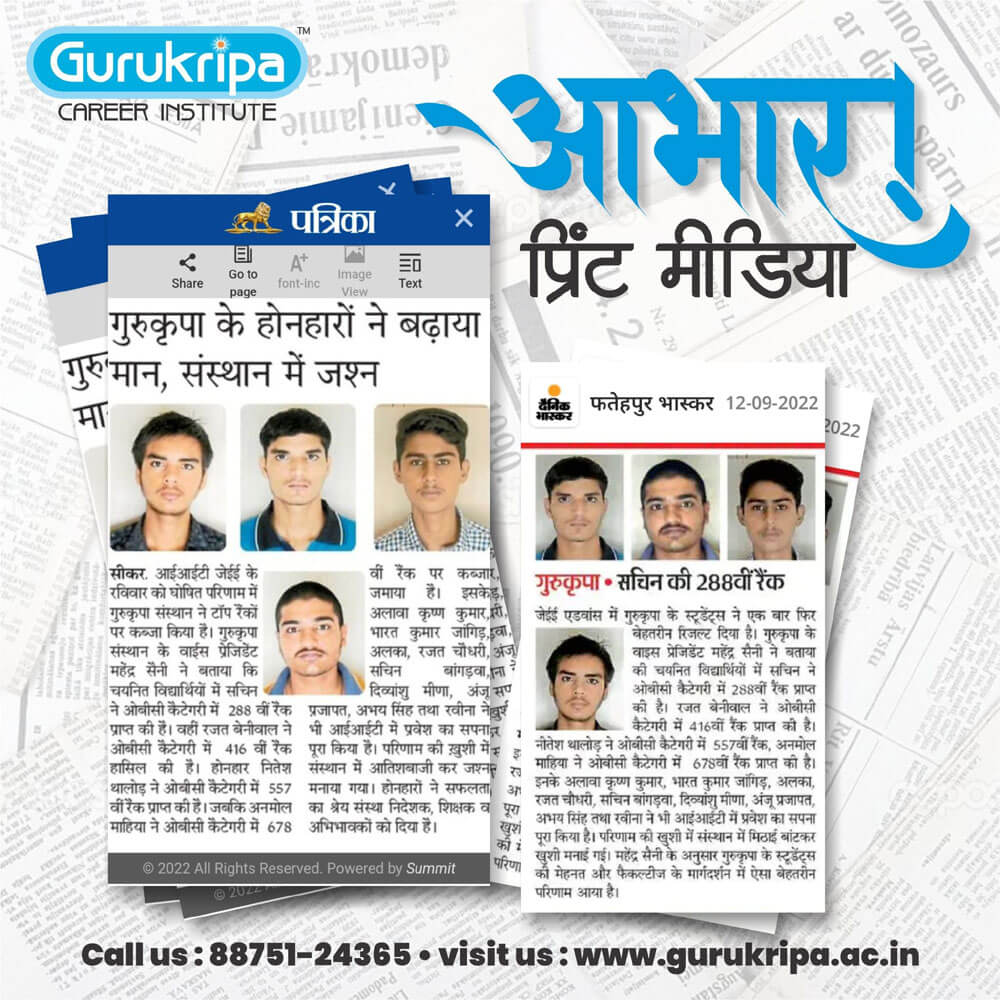 Gurukripa™
CAREER INSTITUTE
आभार!
प्रिंट मीडिया
पत्रिका
Share
Go to
page
A+
font-inc
Image
View
Text
गुरुकृपा के होनहारों ने बढ़ाया
मान, संस्थान में जश्न
सीकर. आईआईटी जेईई के
रविवार को घोषित परिणाम में
गुरुकृपा संस्थान ने टॉप रैंकों
पर कब्जा किया है। गुरुकृपा
संस्थान के वाईस प्रेजिडेंट
महेंद्र सैनी ने बताया कि
चयनित विद्यार्थियों में सचिन
ने ओबीसी कैटेगरी में 288 वीं रैंक
प्राप्त की है। वहीं रजत बेनीवाल ने
ओबीसी कैटेगरी में 416 वीं रैंक
हासिल की है। होनहार नितेश
थालोड़ ने ओबीसी कैटेगरी में 557
वीं रैंक प्राप्त की है। जबकि अनमोल
माहिया ने ओबीसी कैटेगरी में 678
वीं रैंक पर कब्जा
जमाया है। इसके
अलावा कृष्ण कुमार,
भारत कुमार जांगिड़,
अलका, रजत चौधरी,
सचिन बांगड़वा,
दिव्यांशु मीणा, अंजू
प्रजापत, अभय सिंह तथा रवीना ने
भी आईआईटी में प्रवेश का सपना
पूरा किया है। परिणाम की ख़ुशी में
संस्थान में आतिशबाजी कर जश्न
मनाया गया। होनहारों ने सफलता
का श्रेय संस्था निदेशक, शिक्षक व
अभिभावकों को दिया है।
© 2022 All Rights Reserved. Powered by Summit
दैनिक
भास्कर
फतेहपुर भास्कर 12-09-2022
2022
गुरुकृपा • सचिन की 288वीं रैंक
जेईई एडवांस में गुरुकृपा के स्टूडेंट्स ने एक बार फिर
बेहतरीन रिजल्ट दिया है। गुरुकृपा के
वाइस प्रेजिडेंट महेंद्र सैनी ने बताया
की चयनित विद्यार्थियों में सचिन ने
ओबीसी कैटेगरी में 288वीं रैंक प्राप्त
की है। रजत बेनीवाल ने ओबीसी
कैटेगरी में 416वीं रैंक प्राप्त की है।
नीतेश थालोड़ ने ओबीसी कैटेगरी में 557वीं रैंक, अनमोल
माहिया ने ओबीसी कैटेगरी में 678वीं रैंक प्राप्त की है।
इनके अलावा कृष्ण कुमार, भारत कुमार जांगिड़, अलका,
रजत चौधरी, सचिन बांगड़वा, दिव्यांशु मीणा, अंजू प्रजापत,
अभय सिंह तथा रवीना ने भी आईआईटी में प्रवेश का सपना
पूरा किया है। परिणाम की खुशी में संस्थान में मिठाई बांटकर
खुशी मनाई गई। महेंद्र सैनी के अनुसार गुरुकृपा के स्टूडेंट्स
की मेहनत और फैकल्टीज के मार्गदर्शन में ऐसा बेहतरीन
परिणाम आया है।
Call us : 88751-24365 • visit us : www.gurukripa.ac.in